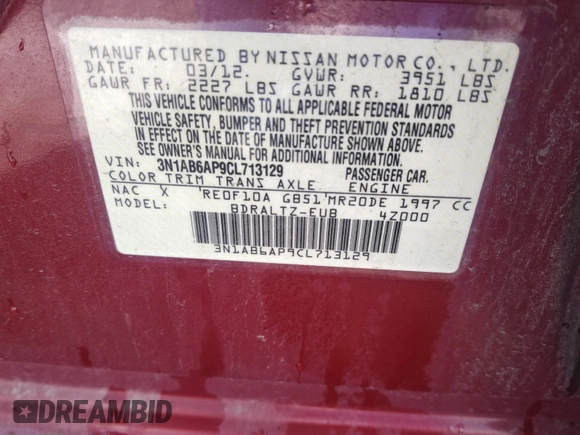 MANUFACTURED BY NISSAN MOTOR CO., LTD.
DATE: 03/12. GVWR: 3951 LBS
GAWR FR: 2227 LBS GAWR RR: 1810 LBS
THIS VEHICLE CONFORMS TO ALL APPLICABLE FEDERAL MOTOR
VEHICLE SAFETY, BUMPER AND THEFT PREVENTION STANDARDS
IN EFFECT ON THE DATE OF MANUFACTURE SHOWN ABOVE.
SEE OWNER'S MANUAL FOR ADDITIONAL INFORMATION.
VIN: 3N1AB6AP9CL713129 PASSENGER CAR.
COLOR TRIM TRANS AXLE ENGINE
NAC X RE0F10A GB51 MR20DE 1997 CC
MODEL: BDRALTZ-EUB 4Z000
3N1AB6AP9CL713129
DREAMBID